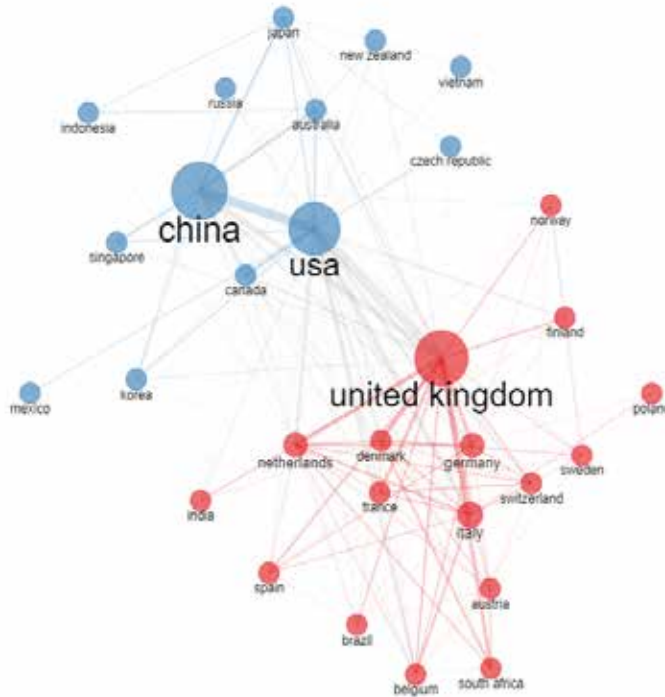 japan
new zealand
vietnam
russia
indonesia
australia
czech republic
china
norway
singapore
usa
canada
finland
united kingdom
mexico
korea
poland
denmark
netherlands
germany
sweden
switzerland
india
france
italy
spain
austria
brazil
south africa
belgium